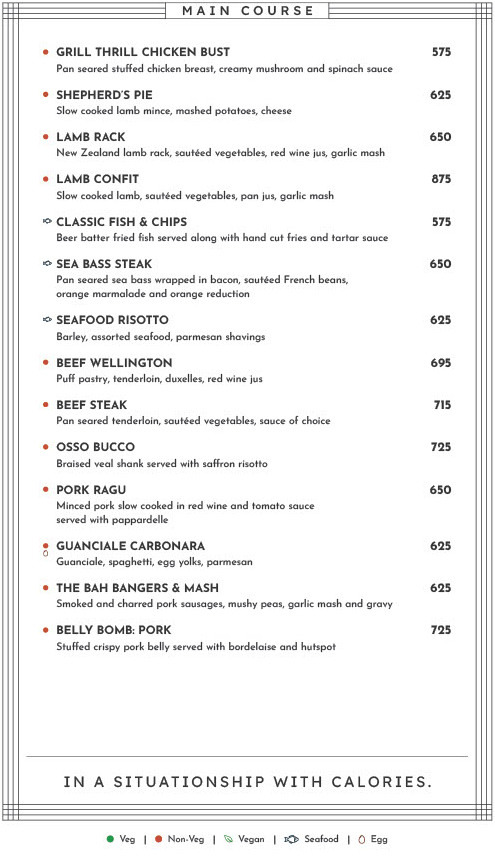 MAIN COURSE
GRILL THRILL CHICKEN BUST 575
Pan seared stuffed chicken breast, creamy mushroom and spinach sauce
SHEPHERD'S PIE 625
Slow cooked lamb mince, mashed potatoes, cheese
LAMB RACK 650
New Zealand lamb rack, sautéed vegetables, red wine jus, garlic mash
LAMB CONFIT 875
Slow cooked lamb, sautéed vegetables, pan jus, garlic mash
CLASSIC FISH & CHIPS 575
Beer batter fried fish served along with hand cut fries and tartar sauce
SEA BASS STEAK 650
Pan seared sea bass wrapped in bacon, sautéed French beans,
orange marmalade and orange reduction
SEAFOOD RISOTTO 625
Barley, assorted seafood, parmesan shavings
BEEF WELLINGTON 695
Puff pastry, tenderloin, duxelles, red wine jus
BEEF STEAK 715
Pan seared tenderloin, sautéed vegetables, sauce of choice
OSSO BUCCO 725
Braised veal shank served with saffron risotto
PORK RAGU 650
Minced pork slow cooked in red wine and tomato sauce
served with pappardelle
GUANCIALE CARBONARA 625
Guanciale, spaghetti, egg yolks, parmesan
THE BAH BANGERS & MASH 625
Smoked and charred pork sausages, mushy peas, garlic mash and gravy
BELLY BOMB: PORK 725
Stuffed crispy pork belly served with bordelaise and hutspot
IN A SITUATIONSHIP WITH CALORIES.
Veg | Non-Veg | Vegan | Seafood | Egg